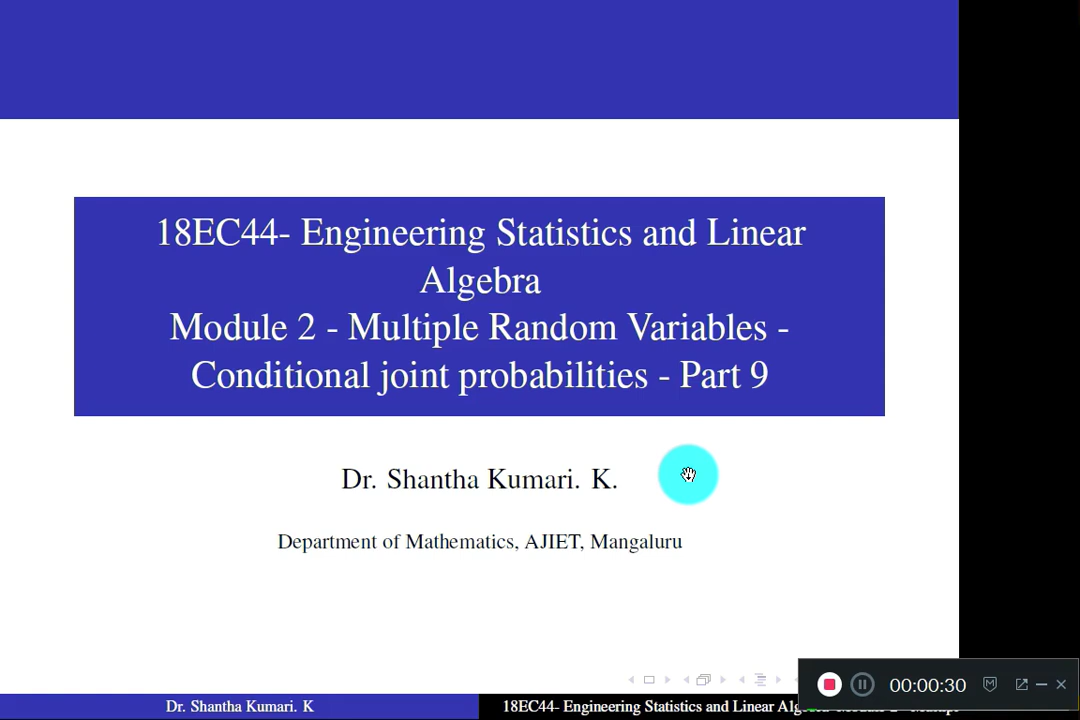 18EC44- Engineering Statistics and Linear
Algebra
Module 2 - Multiple Random Variables -
Conditional joint probabilities - Part 9
Dr. Shantha Kumari. K.
Department of Mathematics, AJIET, Mangaluru
00:00:30
Dr. Shantha Kumari. K
18EC44- Engineering Statistics and Linear